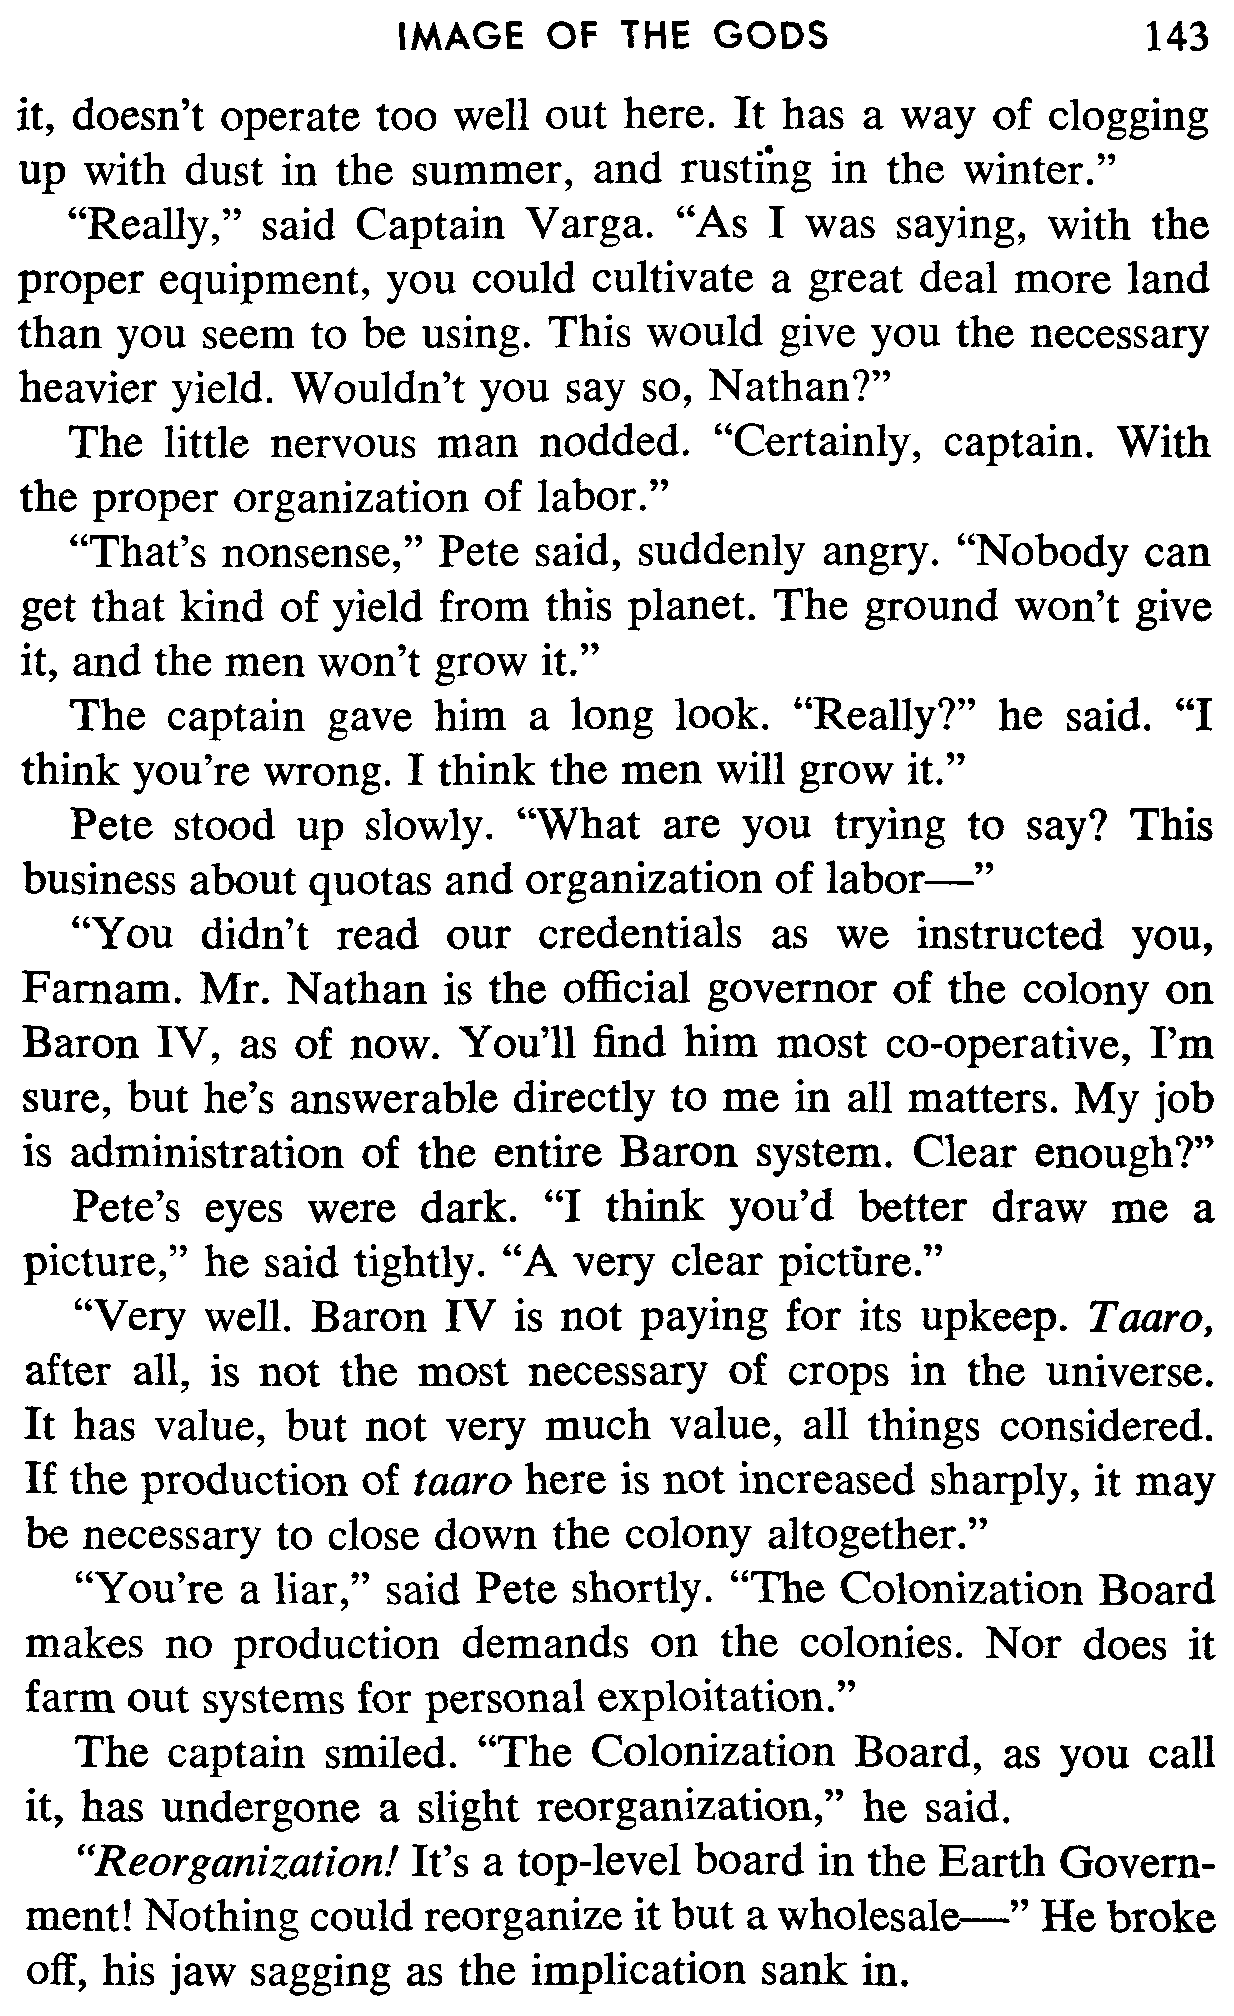 IMAGE OF THE GODS 143
it, doesn't operate too well out here. It has a way of clogging
up with dust in the summer, and rusting in the winter.”
“Really,” said Captain Varga. “As I was saying, with the
proper equipment, you could cultivate a great deal more land
than you seem to be using. This would give you the necessary
heavier yield. Wouldn't you say so, Nathan?”
The little nervous man nodded. “Certainly, captain. With
the proper organization of labor.”
“That's nonsense,” Pete said, suddenly angry. “Nobody can
get that kind of yield from this planet. The ground won't give
it, and the men won't grow it.”
The captain gave him a long look. “Really?” he said. “I
think you're wrong. I think the men will grow it.”
Pete stood up slowly. “What are you trying to say? This
business about quotas and organization of labor—”
“You didn't read our credentials as we instructed you,
Farnam. Mr. Nathan is the official governor of the colony on
Baron IV, as of now. You'll find him most co-operative, I'm
sure, but he's answerable directly to me in all matters. My job
is administration of the entire Baron system. Clear enough?”
Pete's eyes were dark. “I think you'd better draw me a
picture,” he said tightly. “A very clear picture.”
“Very well. Baron IV is not paying for its upkeep. Taaro,
after all, is not the most necessary of crops in the universe.
It has value, but not very much value, all things considered.
If the production of taaro here is not increased sharply, it may
be necessary to close down the colony altogether.”
“You're a liar,” said Pete shortly. “The Colonization Board
makes no production demands on the colonies. Nor does it
farm out systems for personal exploitation.”
The captain smiled. “The Colonization Board, as you call
it, has undergone a slight reorganization,” he said.
“Reorganization! It's a top-level board in the Earth Govern-
ment! Nothing could reorganize it but a wholesale—” He broke
off, his jaw sagging as the implication sank in.